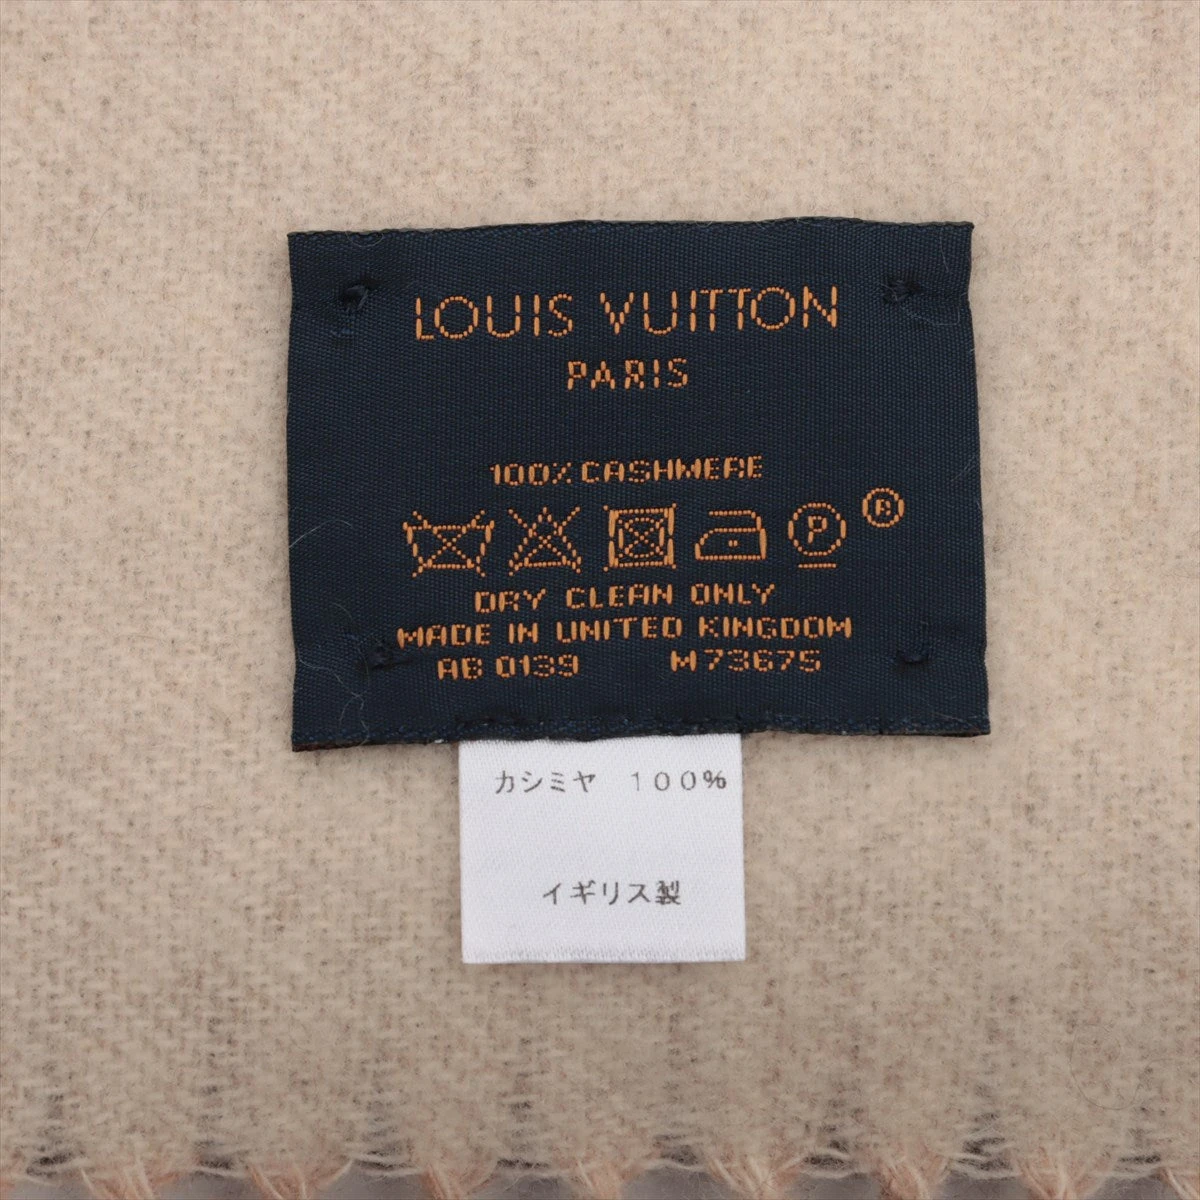 LOUIS VUITTON
PARIS
100% CASHMERE
P ®
DRY CLEAN ONLY
MADE IN UNITED KINGDOM
AB 0139 M73675
カシミヤ 100%
イギリス製